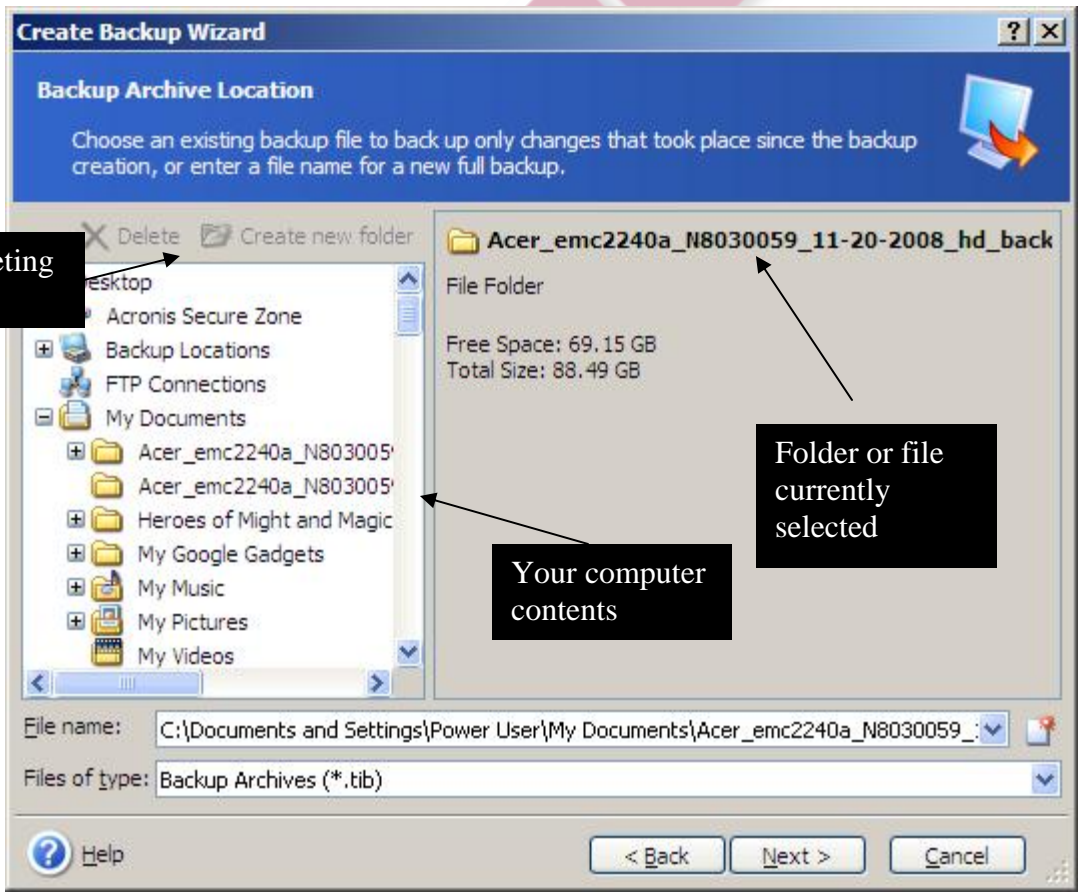 Create Backup Wizard
Backup Archive Location
Choose an existing backup file to back up only changes that took place since the backup
creation, or enter a file name for a new full backup.
Delete Create new folder
eting
esktop
Acronis Secure Zone
Backup Locations
FTP Connections
My Documents
Acer_emc2240a_N803005
Acer_emc2240a_N803005
Heroes of Might and Magic
My Google Gadgets
My Music
My Pictures
My Videos
Acer_emc2240a_N8030059_11-20-2008_hd_back
File Folder
Free Space: 69.15 GB
Total Size: 88.49 GB
Folder or file
currently
selected
Your computer
contents
File name: C:\Documents and Settings\Power User\My Documents\Acer_emc2240a_N8030059_
Files of type: Backup Archives (*.tib)
Help
< Back Next > Cancel